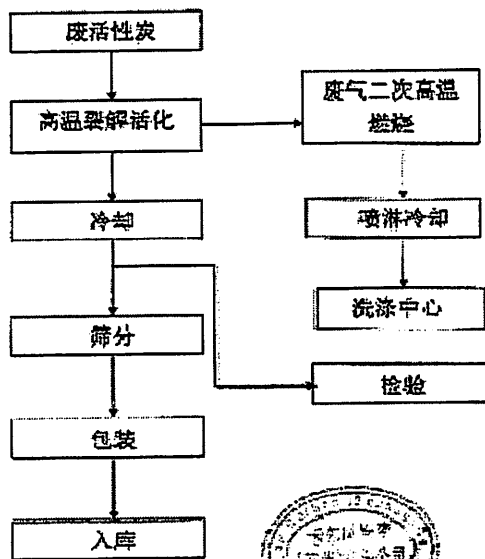 废活性炭
高温裂解活化
废气二次高温
燃烧
冷却
喷淋冷却
洗涤中心
筛分
检验
包装
入库